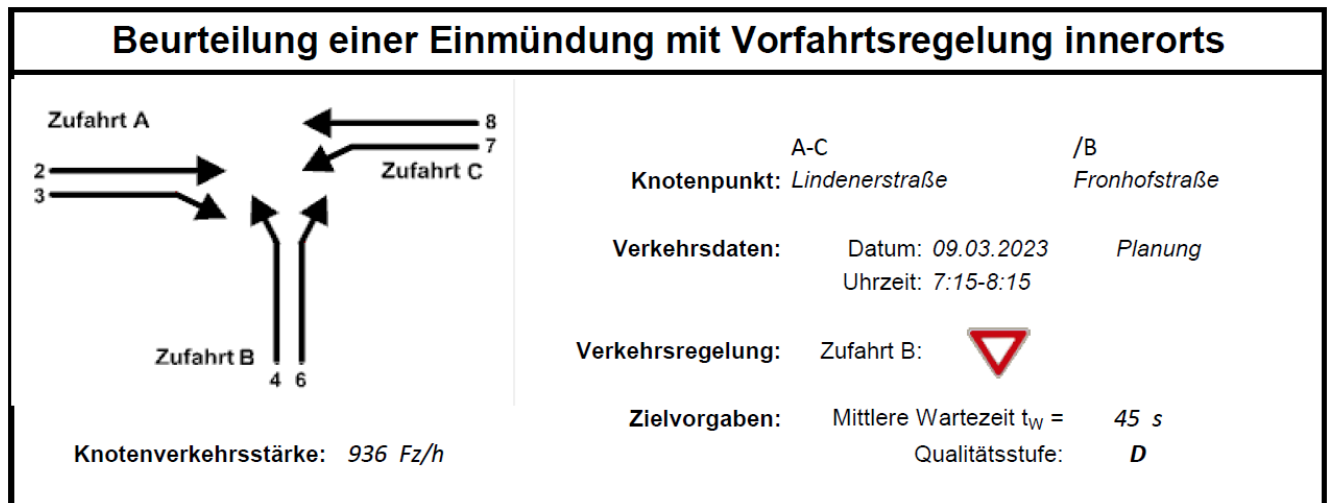 Beurteilung einer Einmündung mit Vorfahrtsregelung innerorts
Zufahrt A
8
7
2
Zufahrt C
3
Zufahrt B
4 6
Knotenverkehrsstärke: 936 Fz/h
A-C /B
Knotenpunkt: Lindenerstraße Fronhofstraße
Verkehrsdaten: Datum: 09.03.2023 Planung
Uhrzeit: 7:15-8:15
Verkehrsregelung: Zufahrt B:
Zielvorgaben: Mittlere Wartezeit tW = 45 s
Qualitätsstufe: D